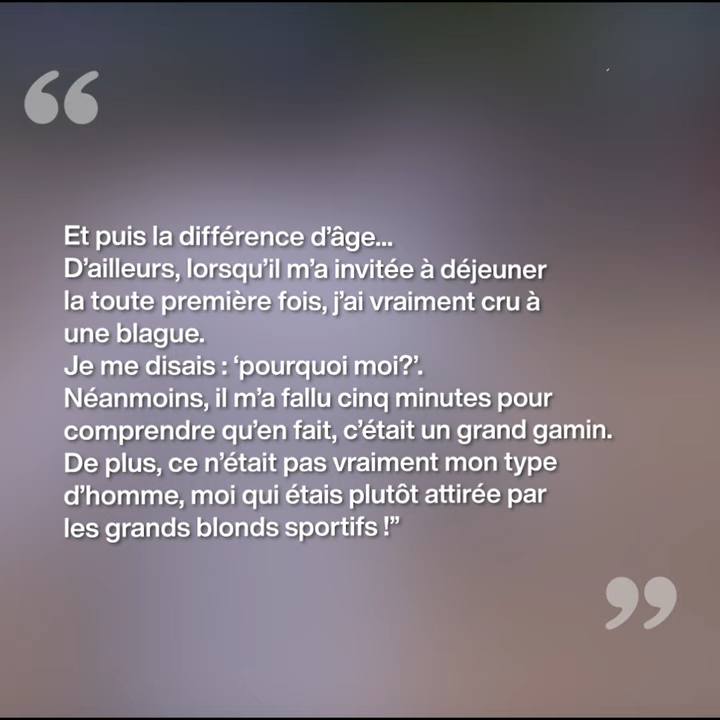 “
Et puis la différence d’âge...
D’ailleurs, lorsqu’il m’a invitée à déjeuner
la toute première fois, j’ai vraiment cru à
une blague.
Je me disais : ‘pourquoi moi?’.
Néanmoins, il m’a fallu cinq minutes pour
comprendre qu’en fait, c’était un grand gamin.
De plus, ce n’était pas vraiment mon type
d’homme, moi qui étais plutôt attirée par
les grands blonds sportifs !”
”